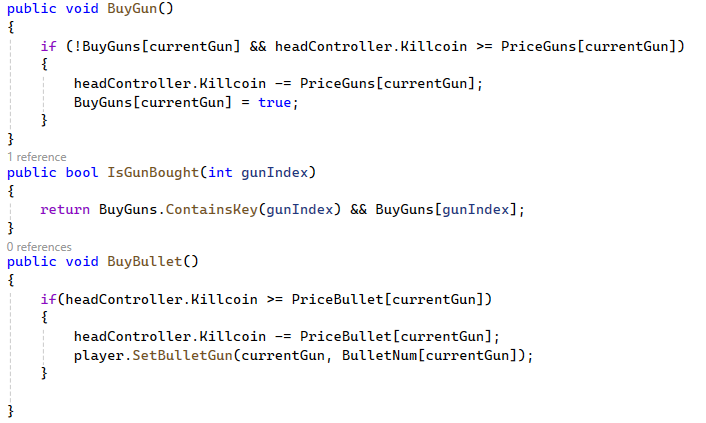 public void BuyGun()
{
if (!BuyGuns[currentGun] && headController.Killcoin >= PriceGuns[currentGun])
{
headController.Killcoin -= PriceGuns[currentGun];
BuyGuns[currentGun] = true;
}
}
1 reference
public bool IsGunBought(int gunIndex)
{
return BuyGuns.ContainsKey(gunIndex) && BuyGuns[gunIndex];
}
0 references
public void BuyBullet()
{
if(headController.Killcoin >= PriceBullet[currentGun])
{
headController.Killcoin -= PriceBullet[currentGun];
player.SetBulletGun(currentGun, BulletNum[currentGun]);
}
}